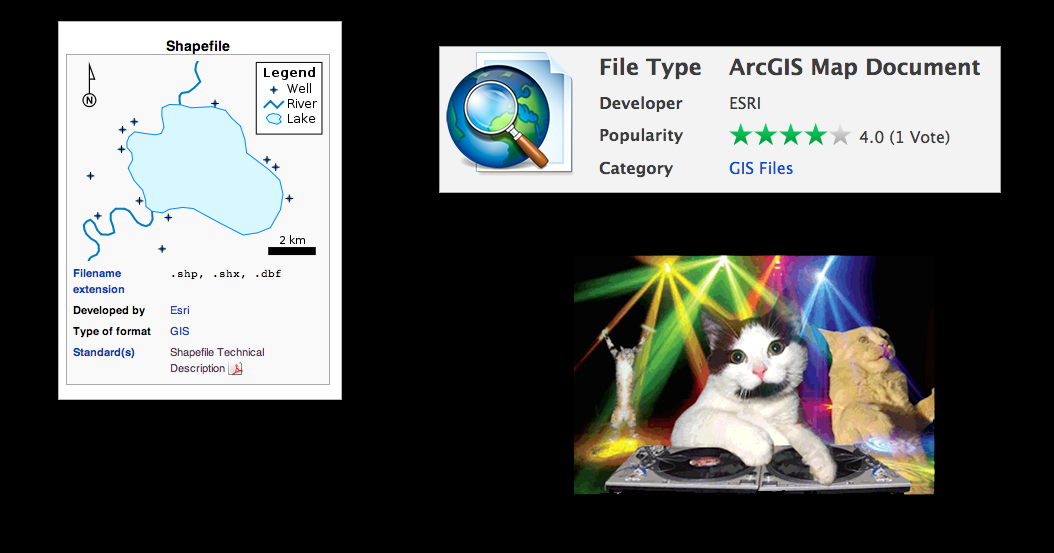 Shapefile
N
Legend
Well
River
Lake
2 km
Filename extension .shp, .shx, .dbf
Developed by Esri
Type of format GIS
Standard(s) Shapefile Technical Description
File Type ArcGIS Map Document
Developer ESRI
Popularity 4.0 (1 Vote)
Category GIS Files